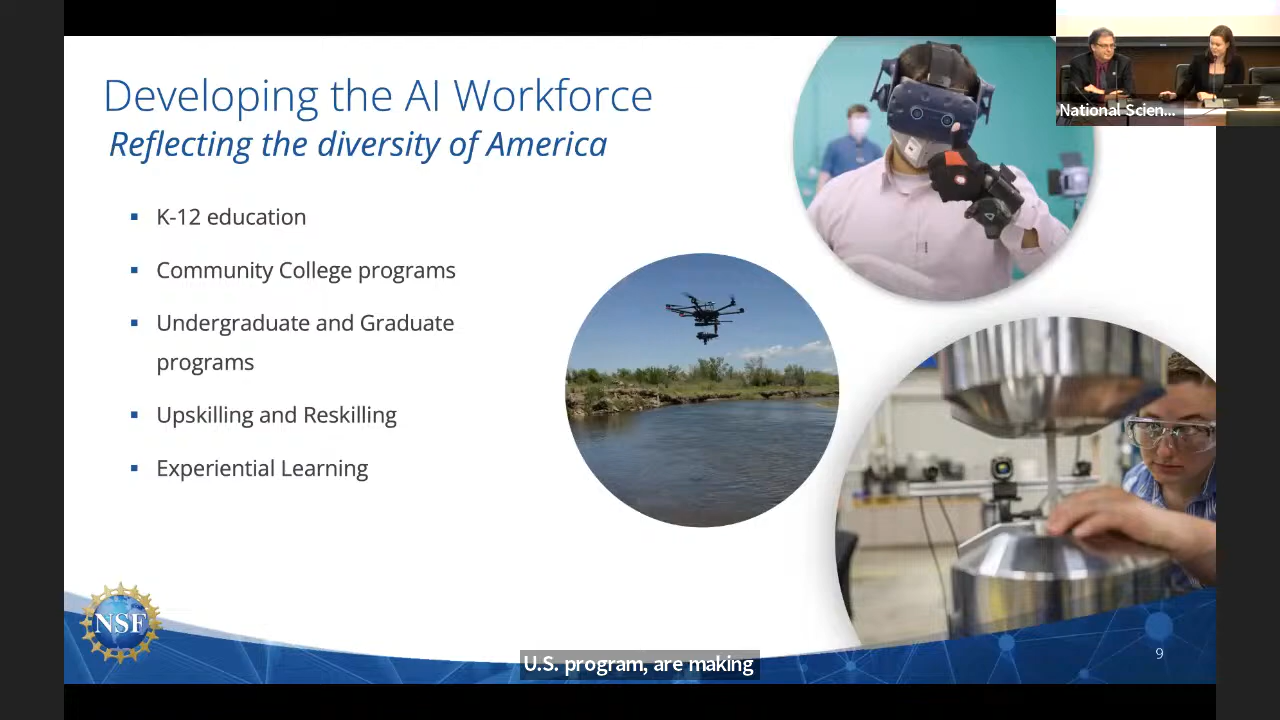 Developing the AI Workforce
Reflecting the diversity of America
▪ K-12 education
▪ Community College programs
▪ Undergraduate and Graduate
programs
▪ Upskilling and Reskilling
▪ Experiential Learning
National Scien...
NSF
U.S. program, are making
9